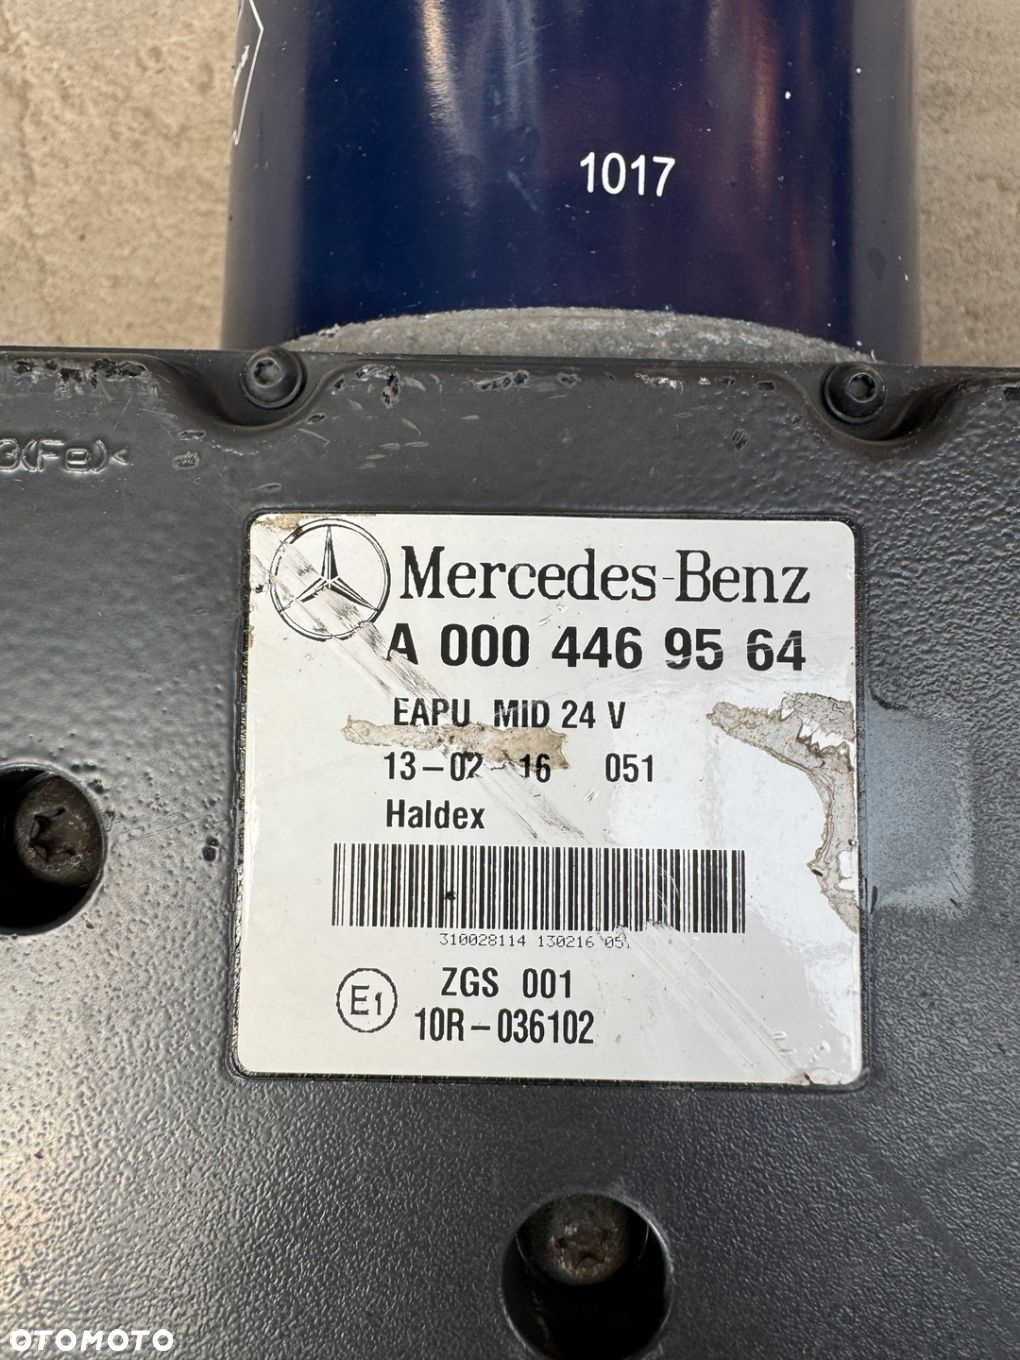 1017
3(Fe)<
Mercedes-Benz
A 000 446 95 64
EAPU MID 24 V
13-02 16 051
Haldex
310028114 130216 051
ZGS 001
E1
10R-036102
OTOMOTO